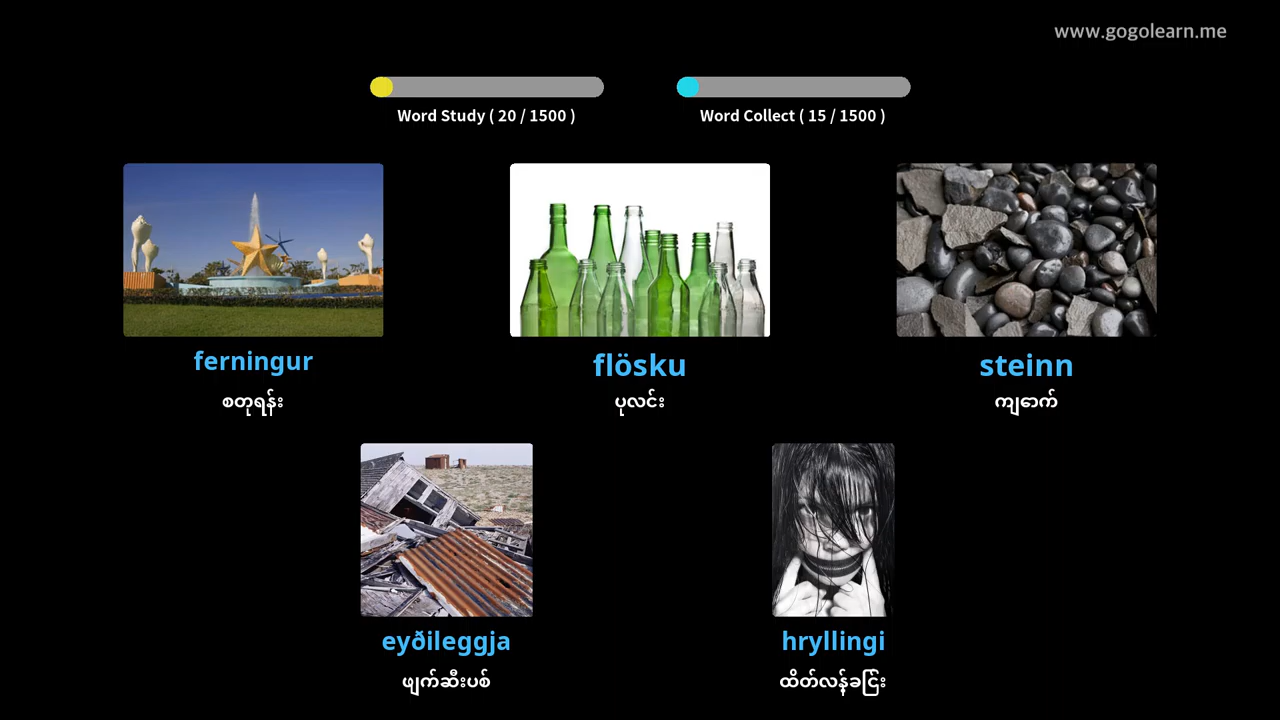 www.gogolearn.me
Word Study ( 20 / 1500 )
Word Collect ( 15 / 1500 )
ferningur
flösku
steinn
စတုရန်း
ပုလင်း
ကျောက်
eyðileggja
hryllingi
ဖျက်ဆီးပစ်
ထိတ်လန့်ခြင်း